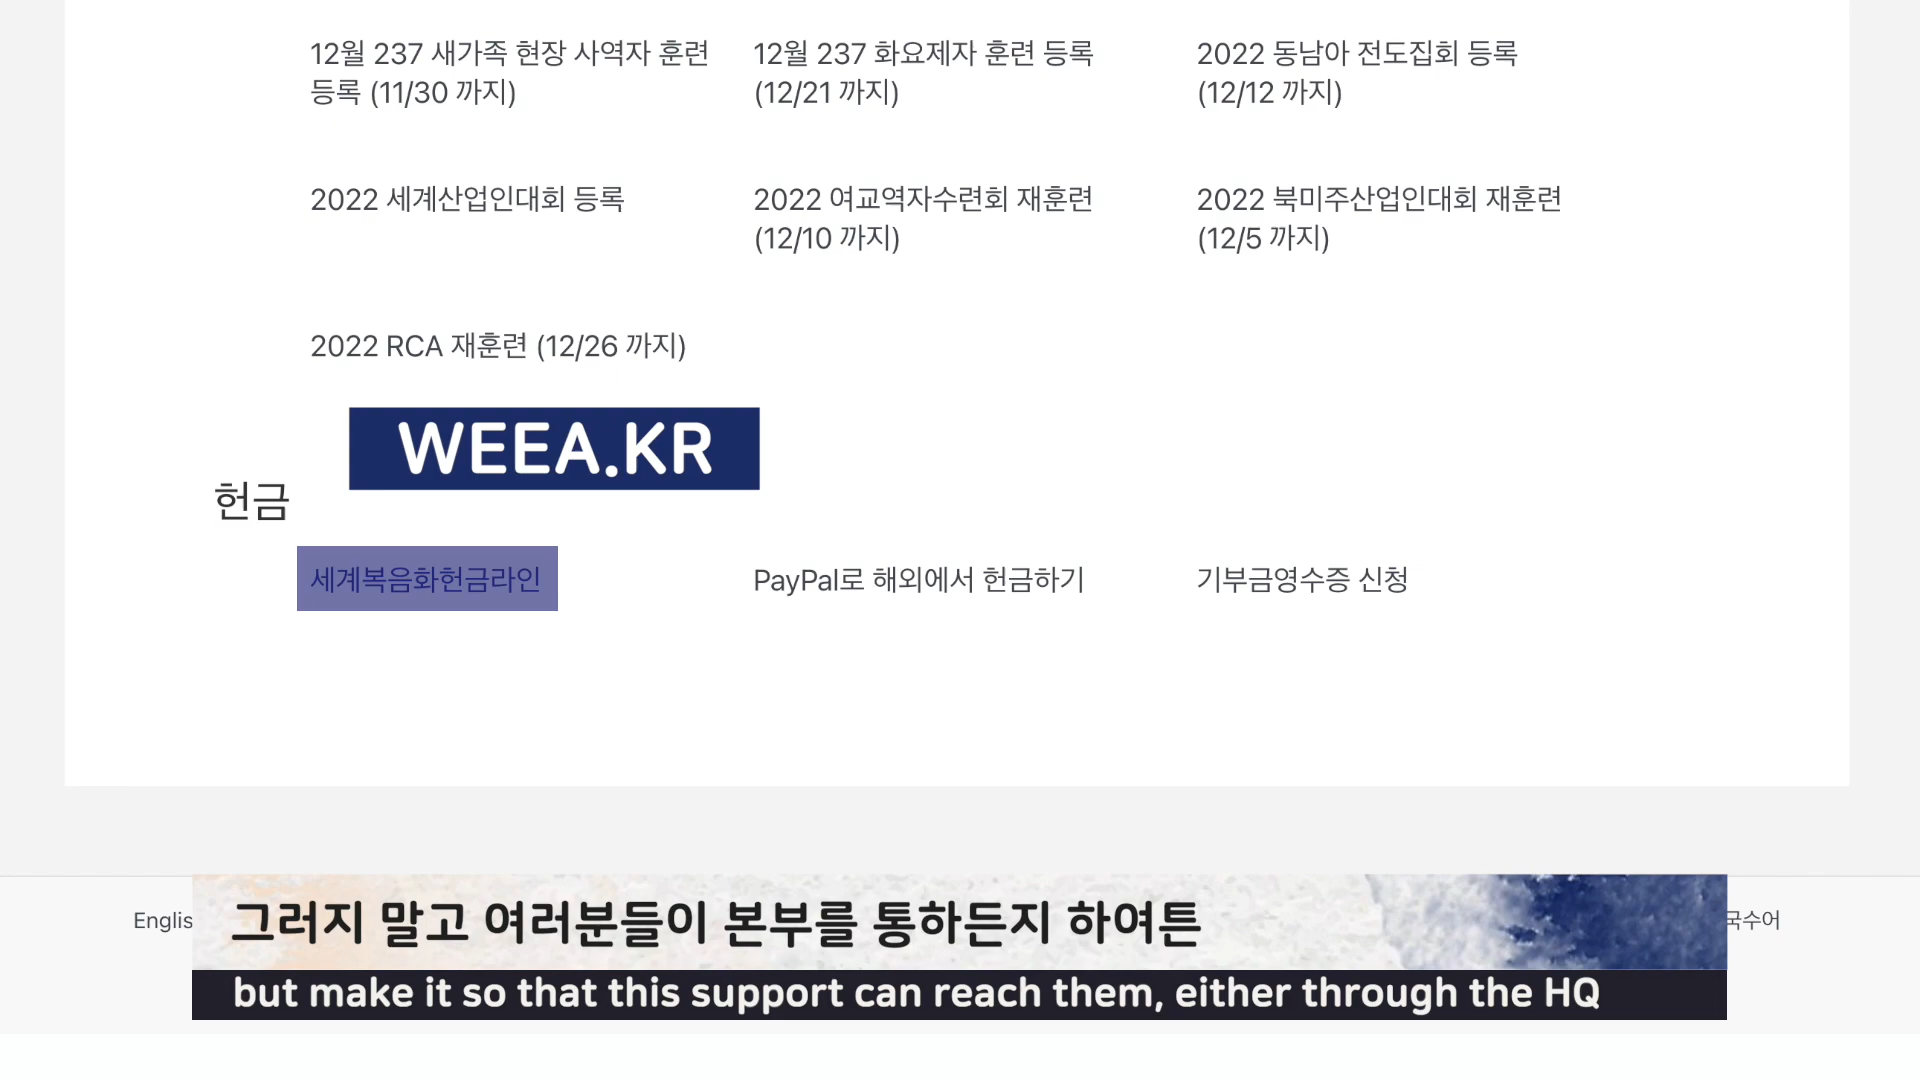 12월 237 새가족 현장 사역자 훈련
등록 (11/30 까지)
12월 237 화요제자 훈련 등록
(12/21 까지)
2022 동남아 전도집회 등록
(12/12 까지)
2022 세계산업인대회 등록
2022 여교역자수련회 재훈련
(12/10 까지)
2022 북미주산업인대회 재훈련
(12/5 까지)
2022 RCA 재훈련 (12/26 까지)
WEEA.KR
헌금
세계복음화헌금라인
PayPal로 해외에서 헌금하기
기부금영수증 신청
Englis
국수어
그러지 말고 여러분들이 본부를 통하든지 하여튼
but make it so that this support can reach them, either through the HQ